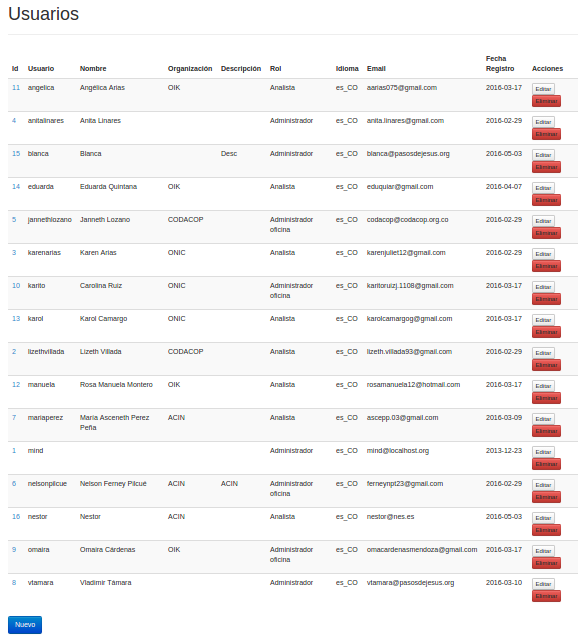 Usuarios
Id Usuario Nombre Organización Descripción Rol Idioma Email Fecha Registro Acciones
11 angelica Angélica Arias OIK Analista es_CO aarias075@gmail.com 2016-03-17 Editar Eliminar
4 anitalinares Anita Linares Administrador es_CO anita.linares@gmail.com 2016-02-29 Editar Eliminar
15 blanca Blanca Desc Administrador es_CO blanca@pasosdejesus.org 2016-05-03 Editar Eliminar
14 eduarda Eduarda Quintana OIK Analista es_CO eduquiar@gmail.com 2016-04-07 Editar Eliminar
5 jannethlozano Janneth Lozano CODACOP Administrador oficina es_CO codacop@codacop.org.co 2016-02-29 Editar Eliminar
3 karenarias Karen Arias ONIC Analista es_CO karenjuliet12@gmail.com 2016-02-29 Editar Eliminar
10 karito Carolina Ruiz ONIC Administrador oficina es_CO karitoruizj.1108@gmail.com 2016-03-17 Editar Eliminar
13 karol Karol Camargo ONIC Analista es_CO karolcamargog@gmail.com 2016-03-17 Editar Eliminar
2 lizethvillada Lizeth Villada CODACOP Analista es_CO lizeth.villada93@gmail.com 2016-02-29 Editar Eliminar
12 manuela Rosa Manuela Montero OIK Analista es_CO rosamanuela12@hotmail.com 2016-03-17 Editar Eliminar
7 mariaperez María Asceneth Perez Peña ACIN Analista es_CO ascepp.03@gmail.com 2016-03-09 Editar Eliminar
1 mind Administrador es_CO mind@localhost.org 2013-12-23 Editar Eliminar
6 nelsonpilcue Nelson Ferney Pilcué ACIN ACIN Administrador oficina es_CO ferneynpt23@gmail.com 2016-02-29 Editar Eliminar
16 nestor Nestor ACIN Analista es_CO nestor@nes.es 2016-05-03 Editar Eliminar
9 omaira Omaira Cárdenas OIK Administrador oficina es_CO omacardenasmendoza@gmail.com 2016-03-17 Editar Eliminar
8 vtamara Vladimir Támara Administrador es_CO vtamara@pasosdejesus.org 2016-03-10 Editar Eliminar
Nuevo